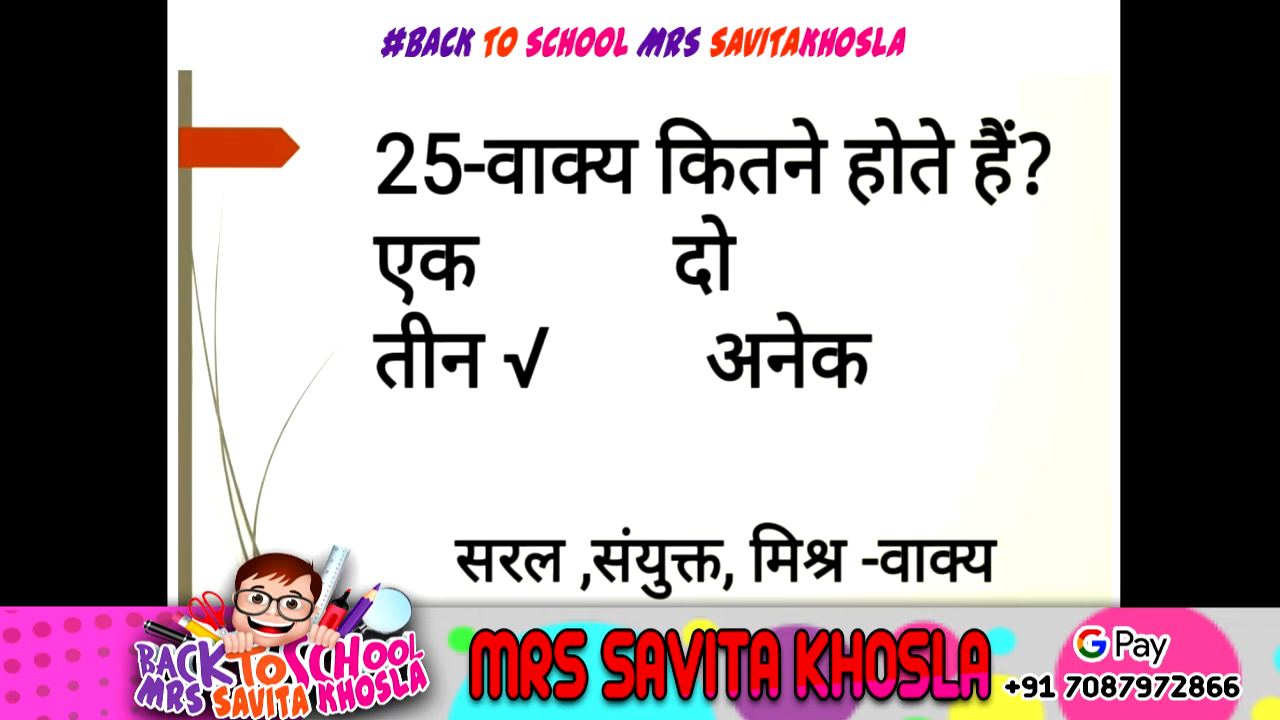 #BACK TO SCHOOL MRS SAVITAKHOSLA
25-वाक्य कितने होते हैं?
एक दो
तीन √ अनेक
सरल ,संयुक्त, मिश्र -वाक्य
BACK TO SCHOOL
MRS SAVITA KHOSLA
MRS SAVITA KHOSLA
G Pay
+91 7087972866